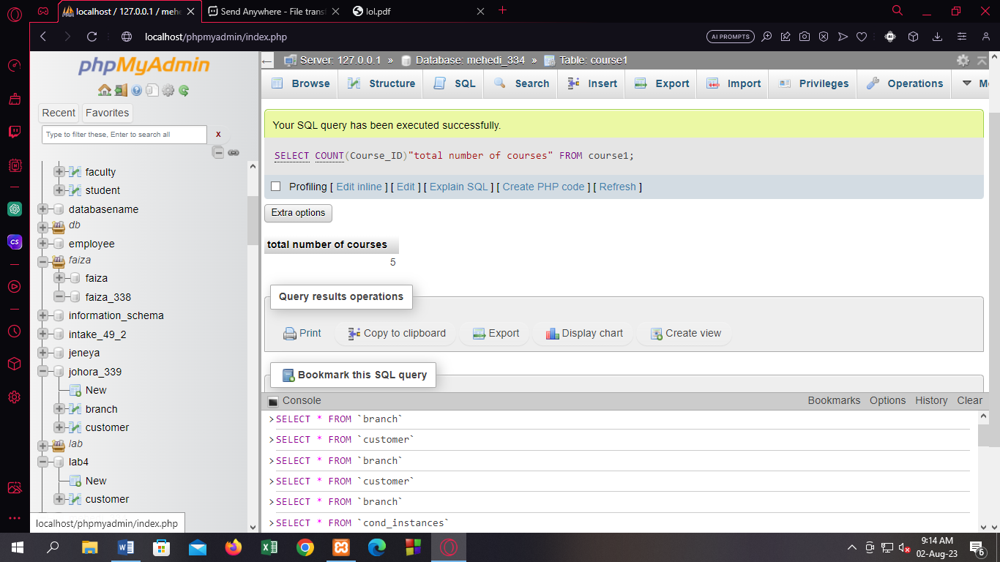 localhost / 127.0.0.1 / mehe
Send Anywhere - File trans
lol.pdf
localhost/phpmyadmin/index.php
AI PROMPTS
phpMyAdmin
Recent
Favorites
Type to filter these, Enter to search all
x
faculty
student
databasename
db
employee
faiza
faiza
faiza_338
information_schema
intake_49_2
jeneya
johora_339
New
branch
customer
lab
lab4
New
customer
localhost/phpmyadmin/index.php
Server: 127.0.0.1 » Database: mehedi_334 » Table: course1
Browse
Structure
SQL
Search
Insert
Export
Import
Privileges
Operations
Mo
Your SQL query has been executed successfully.
SELECT COUNT(Course_ID)"total number of courses" FROM course1;
Profiling [ Edit inline ] [ Edit ] [ Explain SQL ] [ Create PHP code ] [ Refresh ]
Extra options
total number of courses
5
Query results operations
Print
Copy to clipboard
Export
Display chart
Create view
Bookmark this SQL query
Console
Bookmarks
Options
History
Clear
>SELECT * FROM `branch`
>SELECT * FROM `customer`
>SELECT * FROM `branch`
>SELECT * FROM `customer`
>SELECT * FROM `branch`
>SELECT * FROM `cond_instances`
CS
9:14 AM
02-Aug-23
6